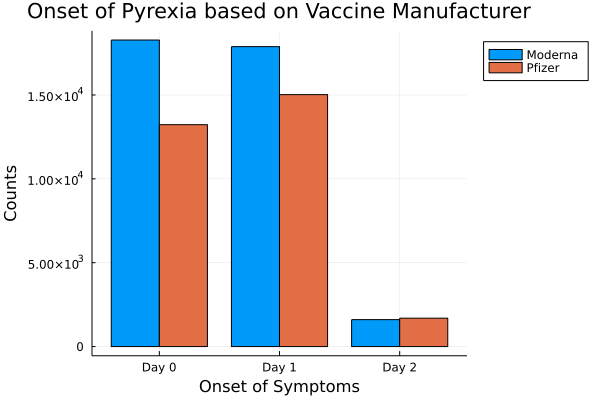 Onset of Pyrexia based on Vaccine Manufacturer
Moderna
Pfizer
1.50×10⁴
1.00×10⁴
5.00×10³
0
Counts
Day 0 Day 1 Day 2
Onset of Symptoms